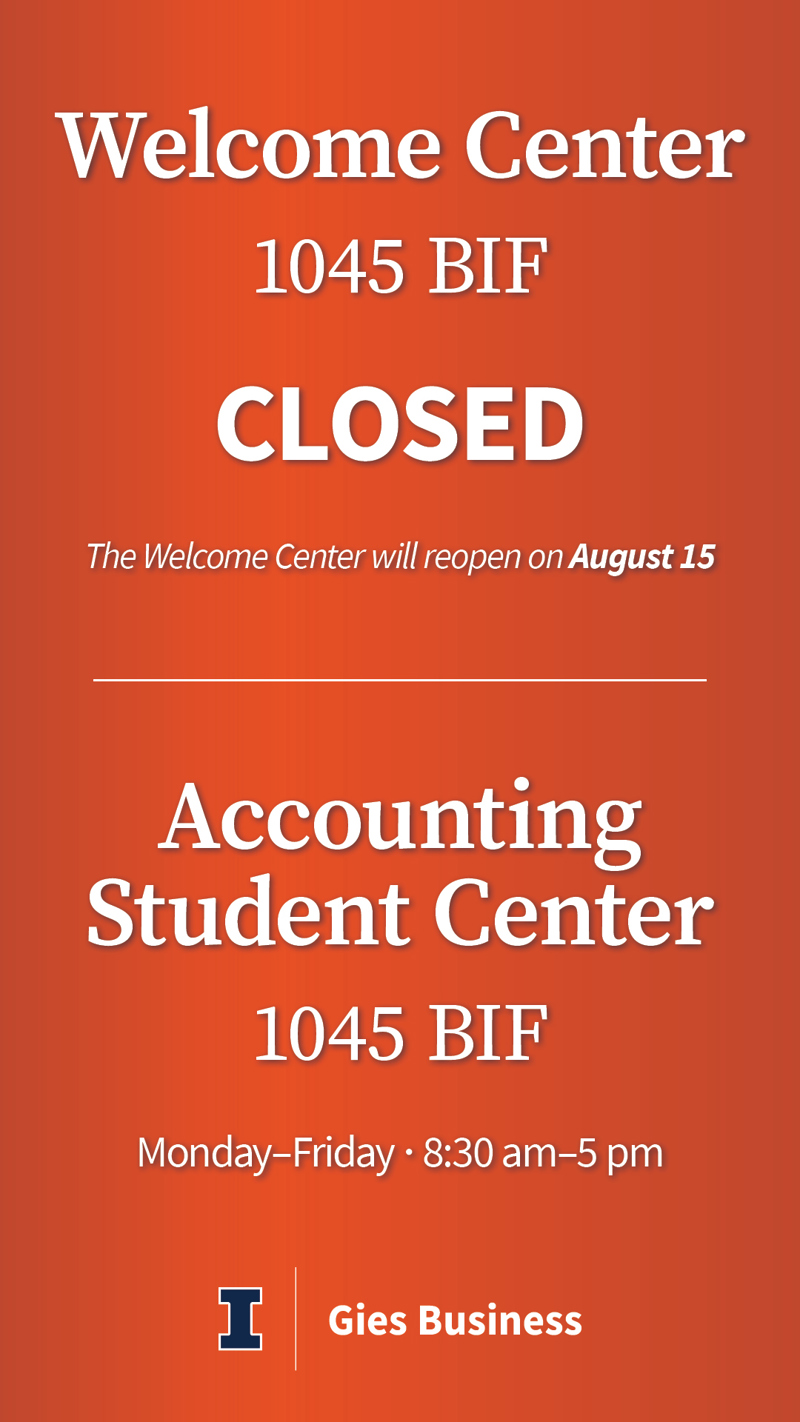 Welcome Center
1045 BIF
CLOSED
The Welcome Center will reopen on August 15
Accounting
Student Center
1045 BIF
Monday–Friday · 8:30 am–5 pm
I
Gies Business